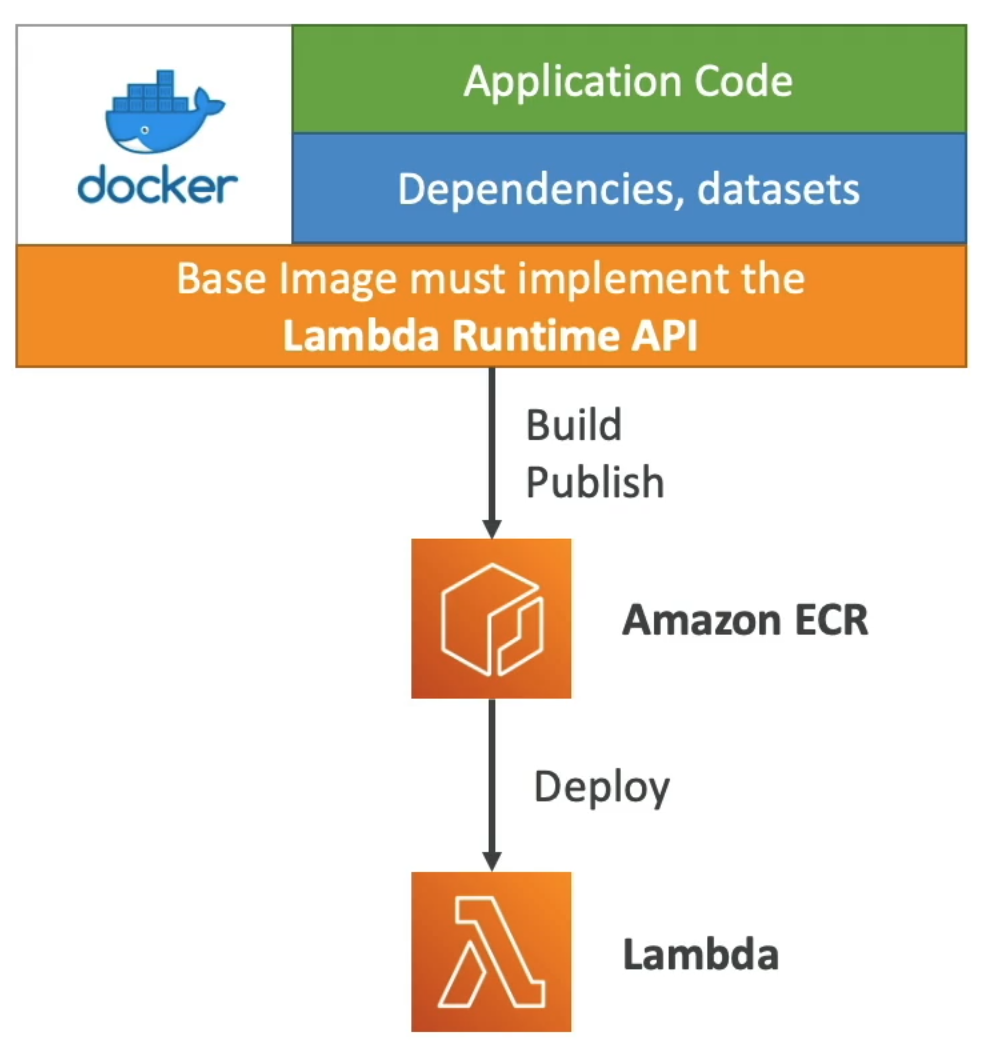 Application Code
docker
Dependencies, datasets
Base Image must implement the
Lambda Runtime API
Build
Publish
Amazon ECR
Deploy
Lambda